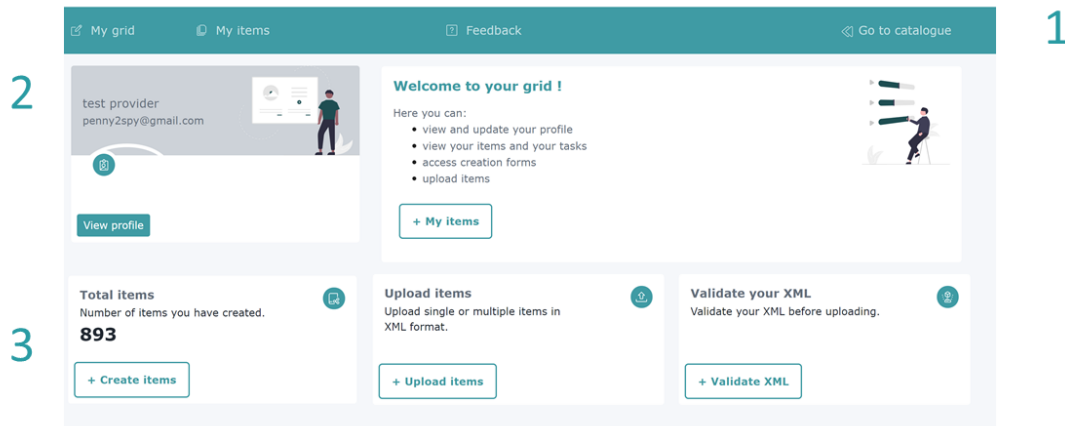 My grid My items Feedback Go to catalogue 1
2
test provider
penny2spy@gmail.com
View profile
Welcome to your grid !
Here you can:
• view and update your profile
• view your items and your tasks
• access creation forms
• upload items
+ My items
3
Total items
Number of items you have created.
893
+ Create items
Upload items
Upload single or multiple items in
XML format.
+ Upload items
Validate your XML
Validate your XML before uploading.
+ Validate XML